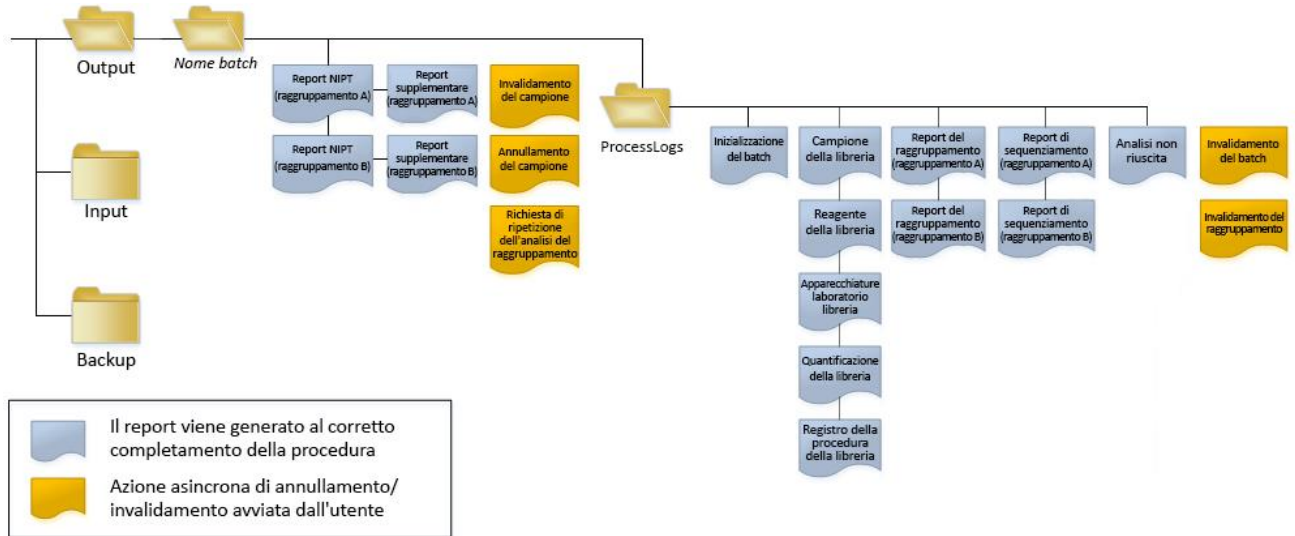 Output
Nome batch
Input
Backup
Report NIPT
(raggruppamento A)
Report
supplementare
(raggruppamento A)
Invalidamento
del campione
Report NIPT
(raggruppamento B)
Report
supplementare
(raggruppamento B)
Annullamento
del campione
Richiesta di
ripetizione
dell'analisi del
raggruppamento
ProcessLogs
Inizializzazione
del batch
Campione
della libreria
Report del
raggruppamento
(raggruppamento A)
Report di
sequenziamento
(raggruppamento A)
Analisi non
riuscita
Invalidamento
del batch
Reagente
della libreria
Report del
raggruppamento
(raggruppamento B)
Report di
sequenziamento
(raggruppamento B)
Invalidamento del
raggruppamento
Apparecchiature
laboratorio
libreria
Quantificazione
della libreria
Registro della
procedura
della libreria
Il report viene generato al corretto
completamento della procedura
Azione asincrona di annullamento/
invalidamento avviata dall'utente